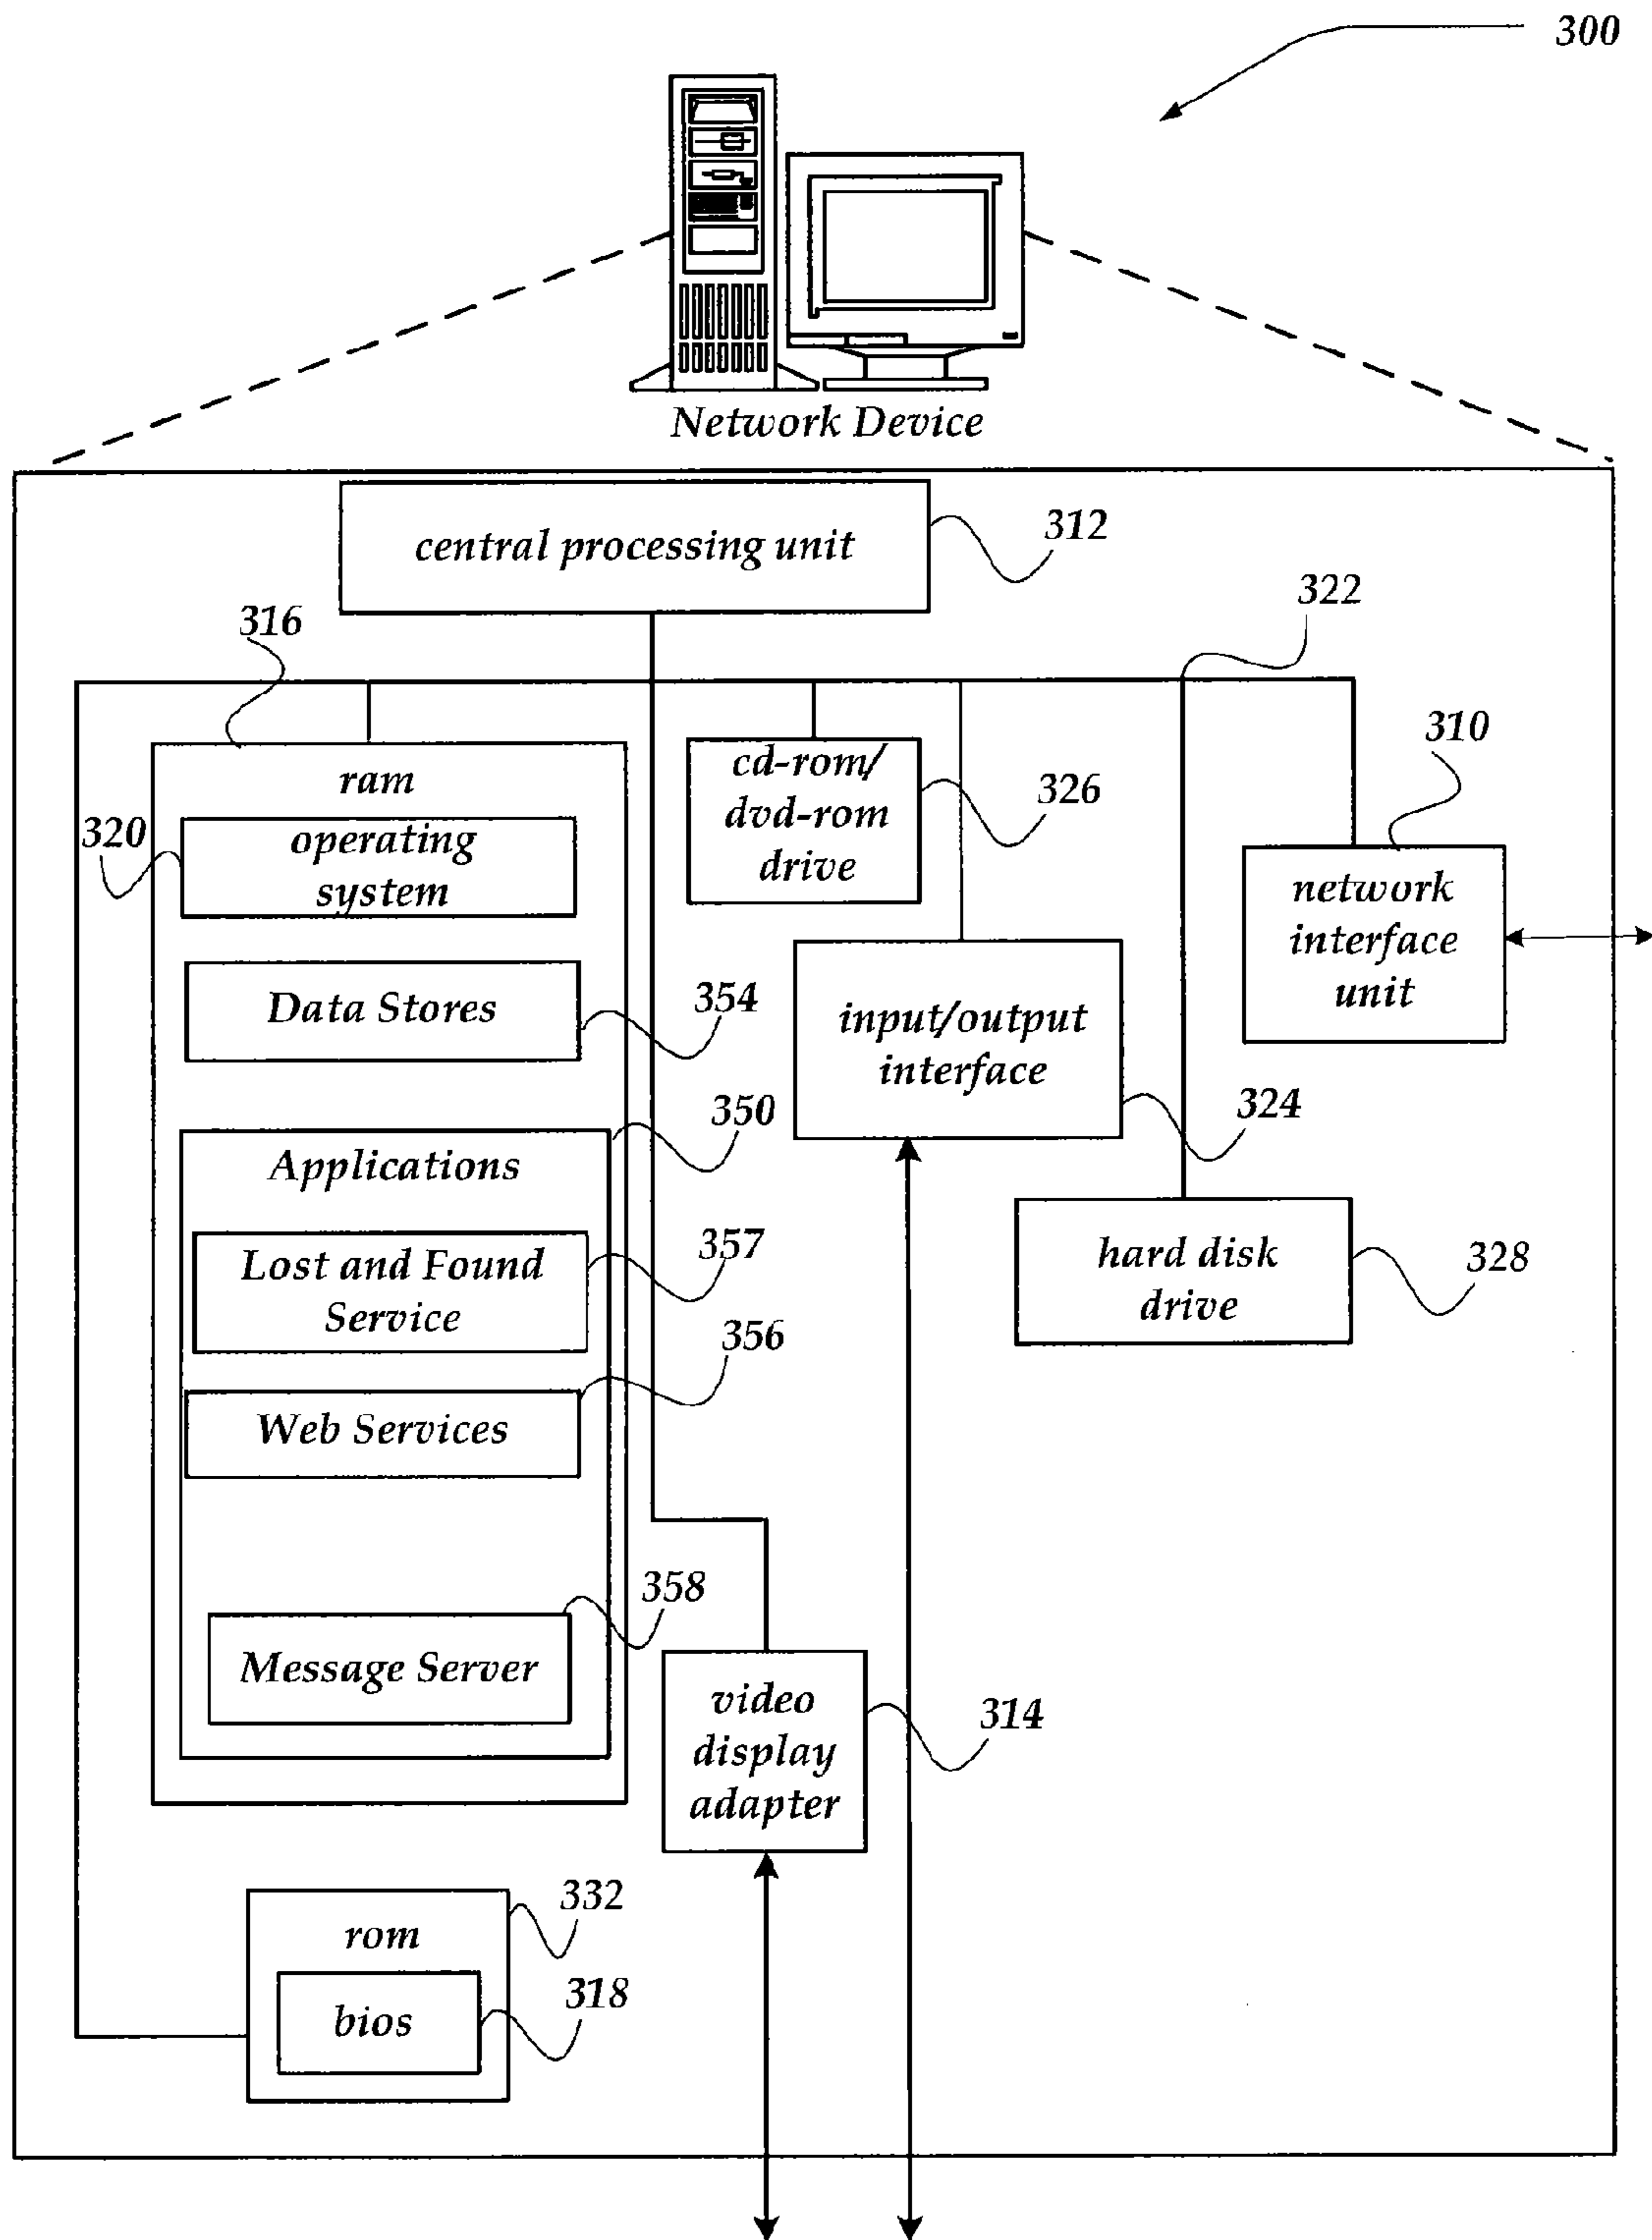 300
Network Device
central processing unit
312
322
316
310
ram
cd-rom/
dvd-rom
drive
326
320
operating
system
network
interface
unit
Data Stores
354
input/output
interface
324
350
Applications
357
Lost and Found
Service
hard disk
drive
328
356
Web Services
358
Message Server
video
display
adapter
314
332
rom
318
bios